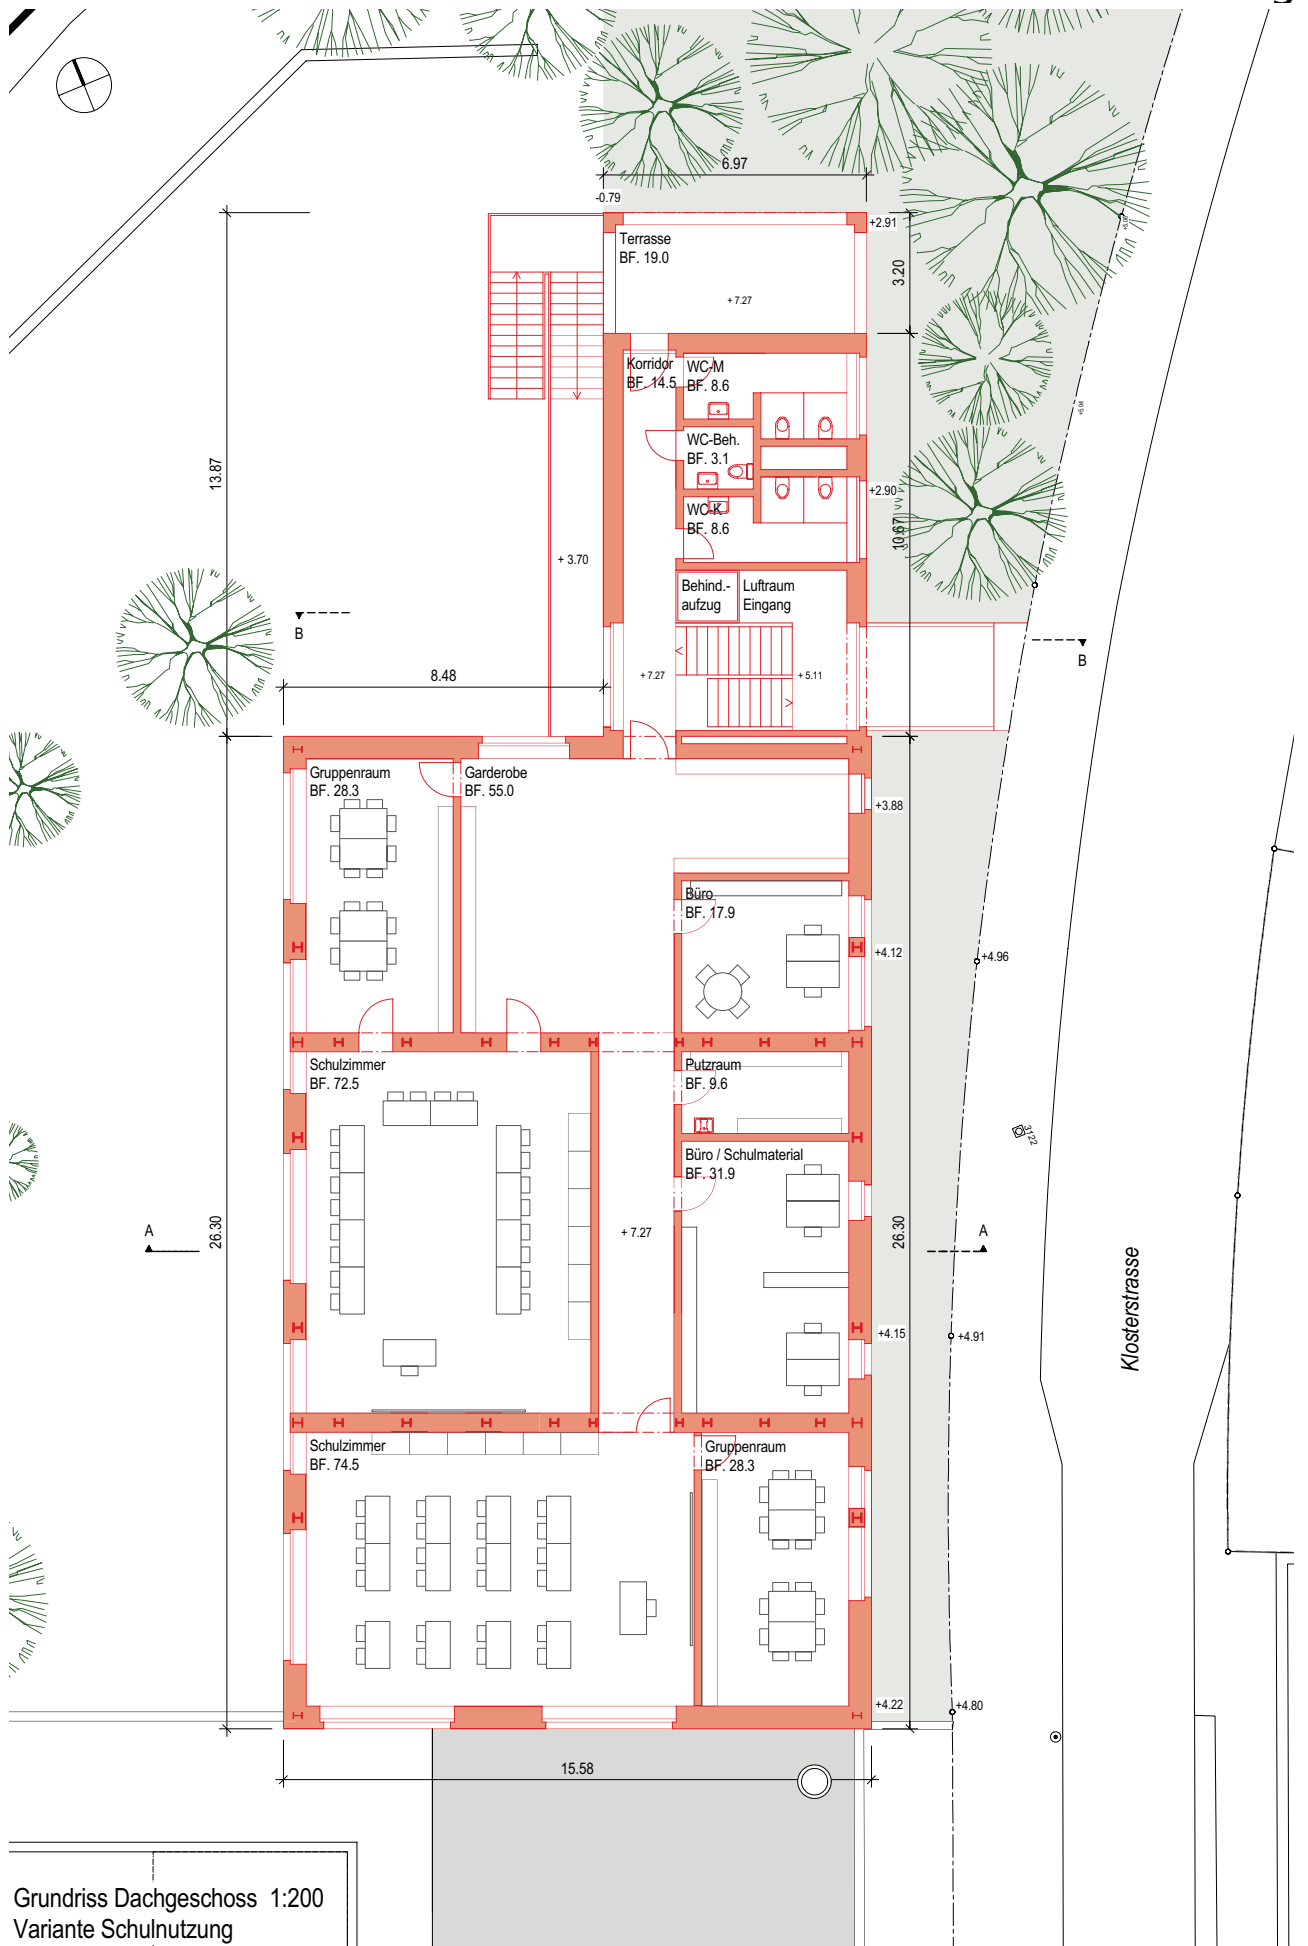 6.97
-0.79
+2.91
Terrasse
BF. 19.0
3.20
+ 7.27
+5.06
Korridor
BF. 14.5
WC-M
BF. 8.6
+5.04
WC-Beh.
BF. 3.1
13.87
+2.90
WC-K
BF. 8.6
10.67
+ 3.70
Behind.-
aufzug
Luftraum
Eingang
B
B
8.48
+ 7.27
+ 5.11
Gruppenraum
BF. 28.3
Garderobe
BF. 55.0
+3.88
Büro
BF. 17.9
+4.12
+4.96
Schulzimmer
BF. 72.5
Putzraum
BF. 9.6
3122
Büro / Schulmaterial
BF. 31.9
A
A
26.30
+ 7.27
26.30
Klosterstrasse
+4.15
+4.91
Schulzimmer
BF. 74.5
Gruppenraum
BF. 28.3
+4.22
+4.80
15.58
Grundriss Dachgeschoss 1:200
Variante Schulnutzung